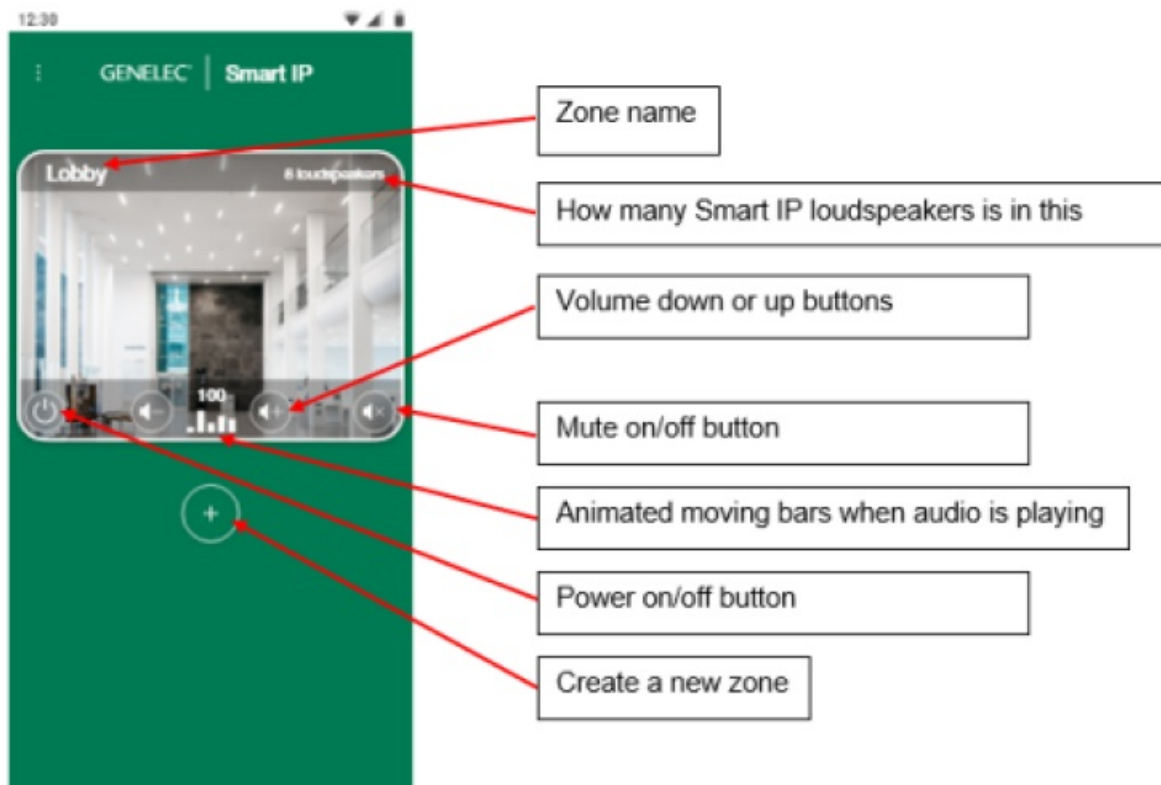 12:30
GENELEC Smart IP
Zone name
Lobby
loudspeakers
How many Smart IP loudspeakers is in this
Volume down or up buttons
100
Mute on/off button
Animated moving bars when audio is playing
Power on/off button
Create a new zone